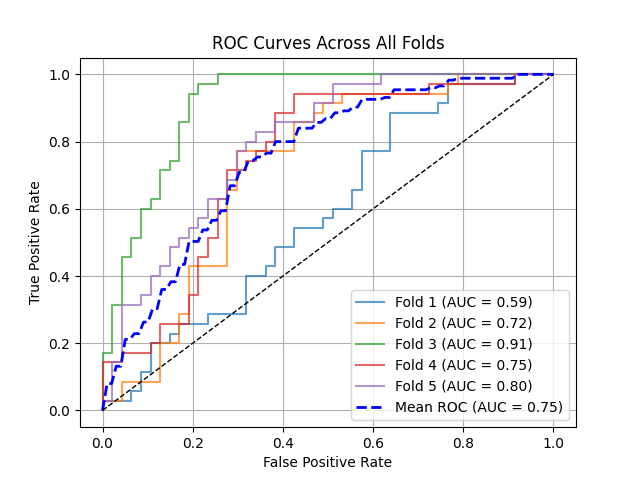 ROC Curves Across All Folds
1.0
0.8
0.6
0.4
0.2
0.0
True Positive Rate
Fold 1 (AUC = 0.59)
Fold 2 (AUC = 0.72)
Fold 3 (AUC = 0.91)
Fold 4 (AUC = 0.75)
Fold 5 (AUC = 0.80)
Mean ROC (AUC = 0.75)
0.0 0.2 0.4 0.6 0.8 1.0
False Positive Rate